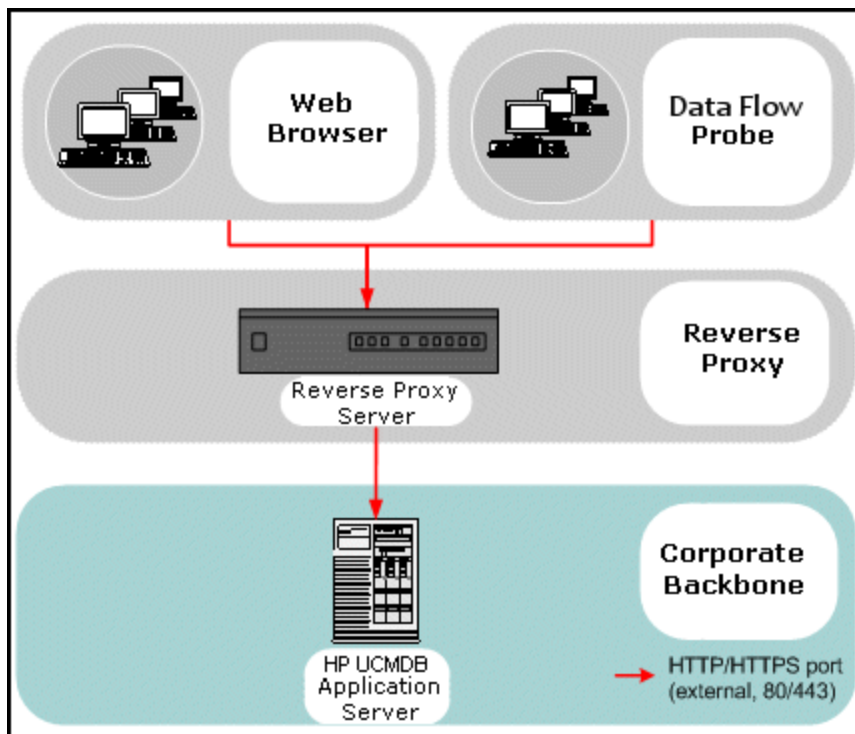 Web
Browser
Data Flow
Probe
Reverse Proxy
Server
Reverse
Proxy
HP UCMDB
Application
Server
Corporate
Backbone
HTTP/HTTPS port
(external, 80/443)